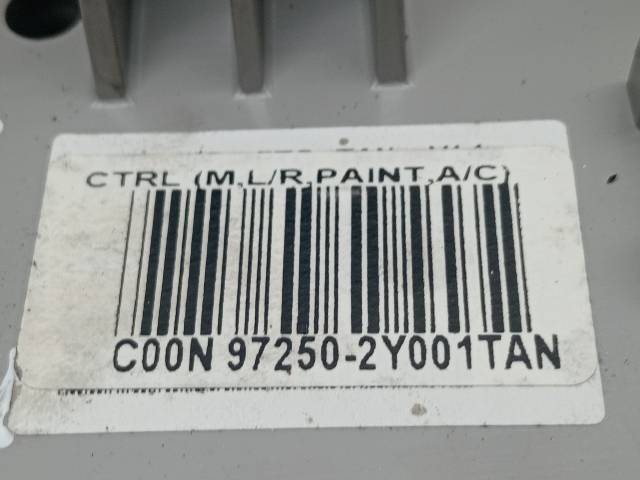 CTRL (M,L/R,PAINT,A/C)
C00N 97250-2Y001TAN